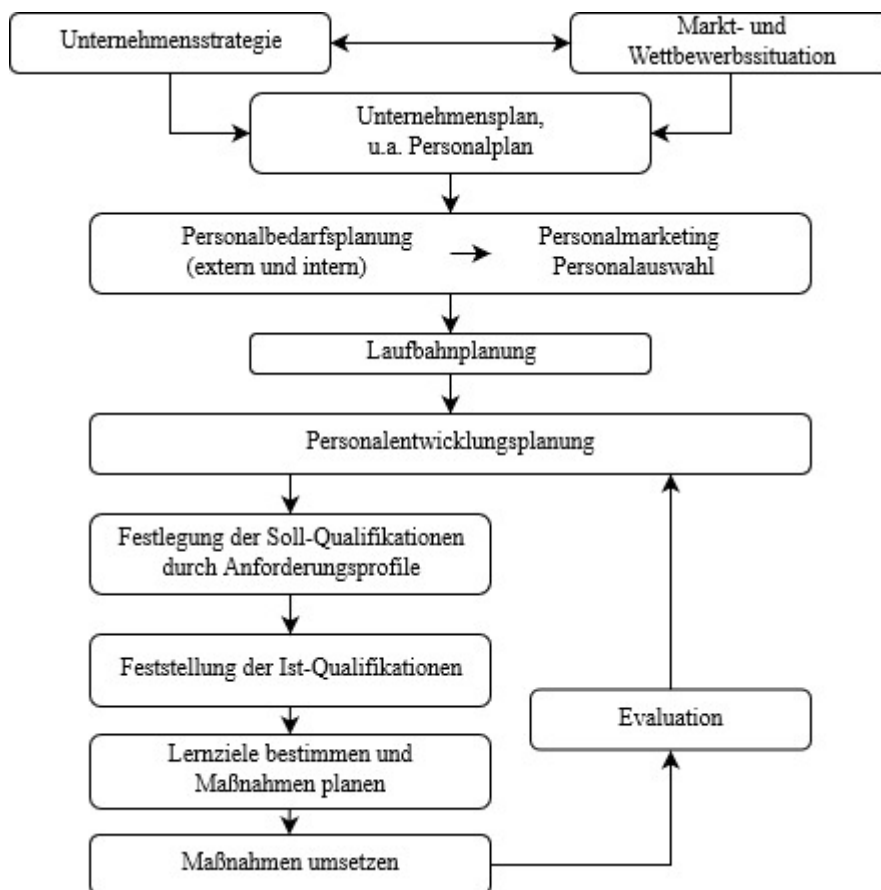 Unternehmensstrategie
Markt- und
Wettbewerbssituation
Unternehmensplan,
u.a. Personalplan
Personalbedarfsplanung
(extern und intern)
Personalmarketing
Personalauswahl
Laufbahnplanung
Personalentwicklungsplanung
Festlegung der Soll-Qualifikationen
durch Anforderungsprofile
Feststellung der Ist-Qualifikationen
Lernziele bestimmen und
Maßnahmen planen
Maßnahmen umsetzen
Evaluation